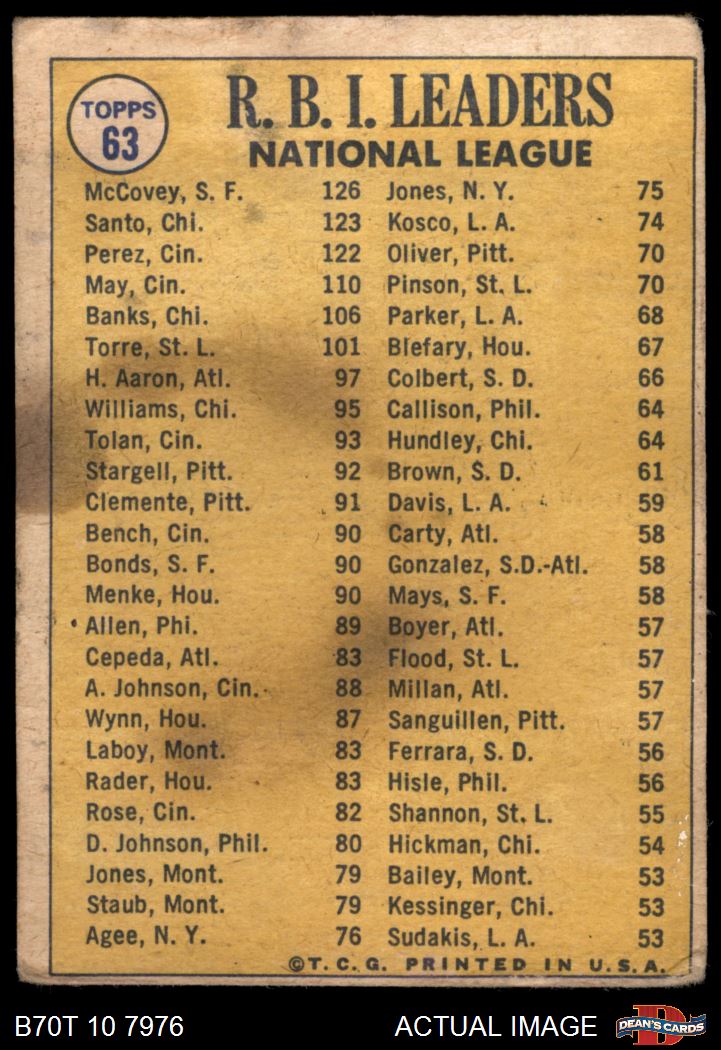 TOPPS
63
R. B. I. LEADERS
NATIONAL LEAGUE
McCovey, S. F. 126
Santo, Chi. 123
Perez, Cin. 122
May, Cin. 110
Banks, Chi. 106
Torre, St. L. 101
H. Aaron, Atl. 97
Williams, Chi. 95
Tolan, Cin. 93
Stargell, Pitt. 92
Clemente, Pitt. 91
Bench, Cin. 90
Bonds, S. F. 90
Menke, Hou. 90
Allen, Phi. 89
Cepeda, Atl. 83
A. Johnson, Cin. 88
Wynn, Hou. 87
Laboy, Mont. 83
Rader, Hou. 83
Rose, Cin. 82
D. Johnson, Phil. 80
Jones, Mont. 79
Staub, Mont. 79
Agee, N. Y. 76
Jones, N. Y. 75
Kosco, L. A. 74
Oliver, Pitt. 70
Pinson, St. L. 70
Parker, L. A. 68
Blefary, Hou. 67
Colbert, S. D. 66
Callison, Phil. 64
Hundley, Chi. 64
Brown, S. D. 61
Davis, L. A. 59
Carty, Atl. 58
Gonzalez, S.D.-Atl. 58
Mays, S. F. 58
Boyer, Atl. 57
Flood, St. L. 57
Millan, Atl. 57
Sanguillen, Pitt. 57
Ferrara, S. D. 56
Hisle, Phil. 56
Shannon, St. L. 55
Hickman, Chi. 54
Bailey, Mont. 53
Kessinger, Chi. 53
Sudakis, L. A. 53
©T. C. G. PRINTED IN U. S. A.
B70T 10 7976
ACTUAL IMAGE
DEAN'S CARDS